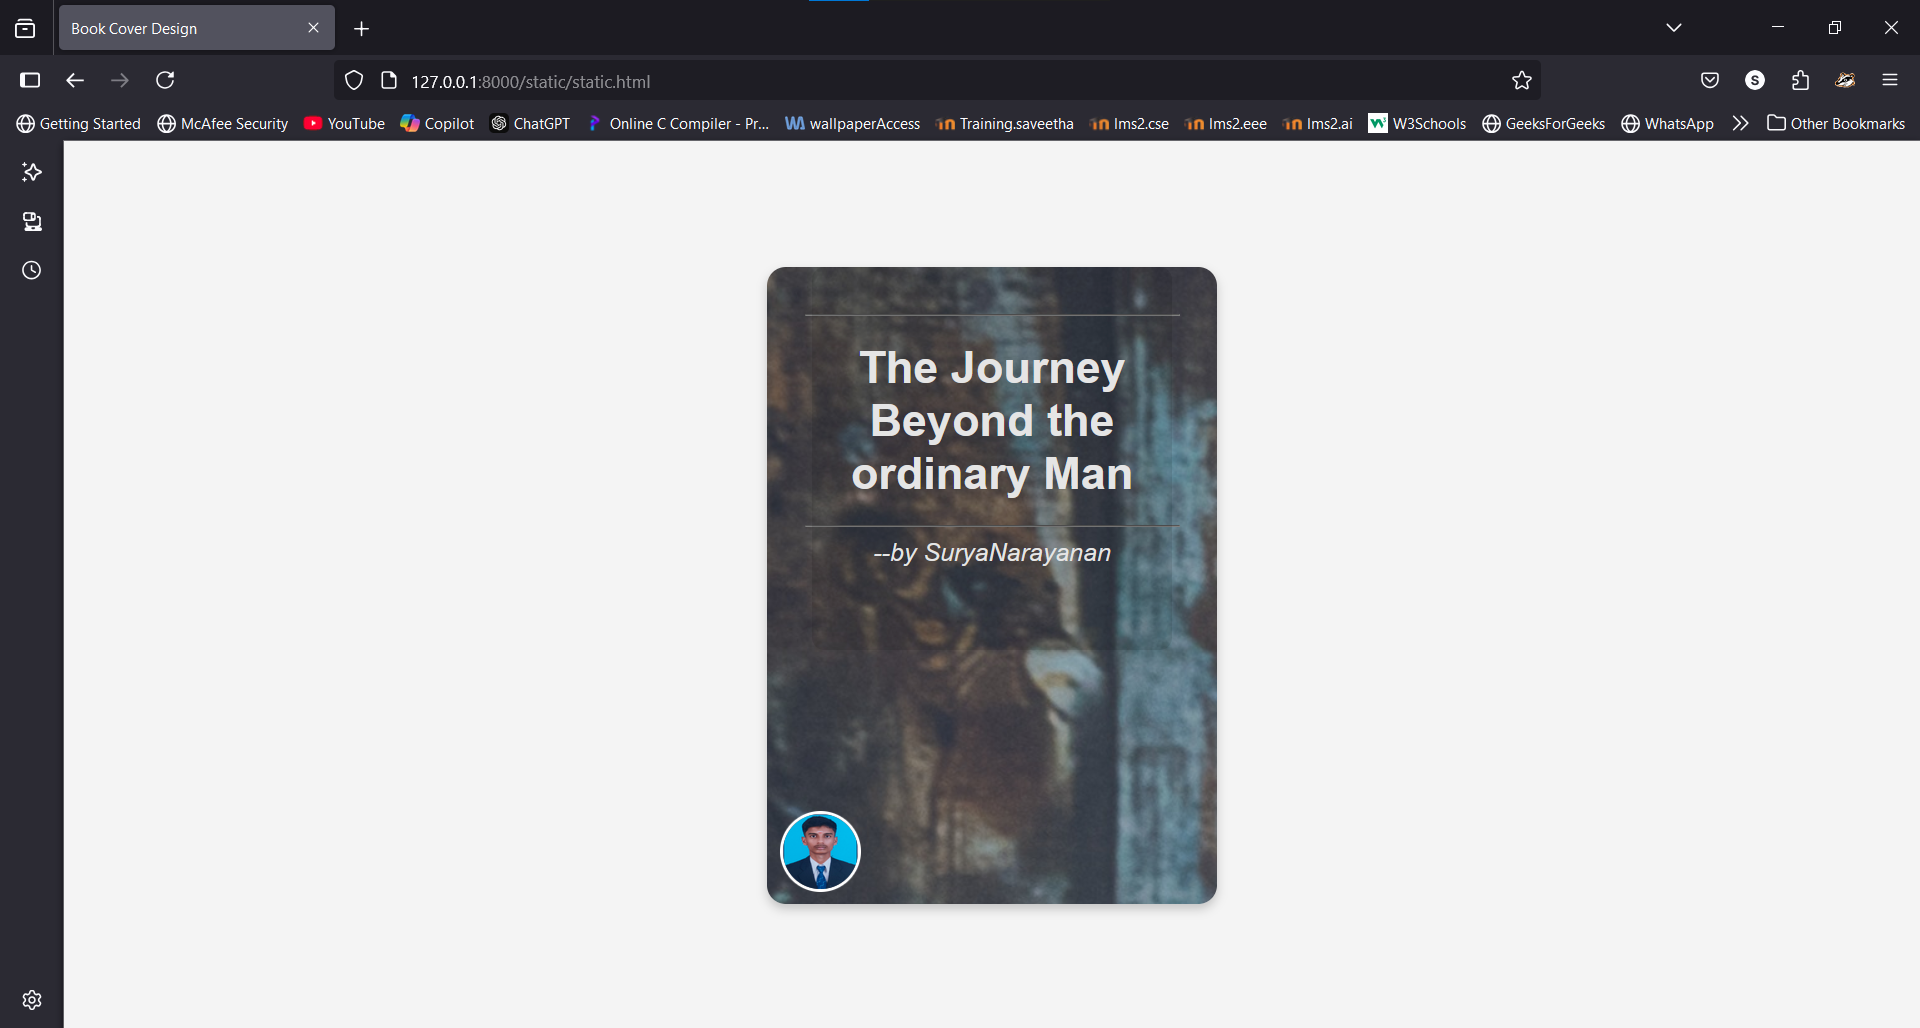 Book Cover Design
127.0.0.1:8000/static/static.html
S
Getting Started
McAfee Security
YouTube
Copilot
ChatGPT
Online C Compiler - Pr...
wallpaperAccess
Training.saveetha
lms2.cse
lms2.eee
lms2.ai
W3Schools
GeeksForGeeks
WhatsApp
Other Bookmarks
The Journey
Beyond the
ordinary Man
--by SuryaNarayanan